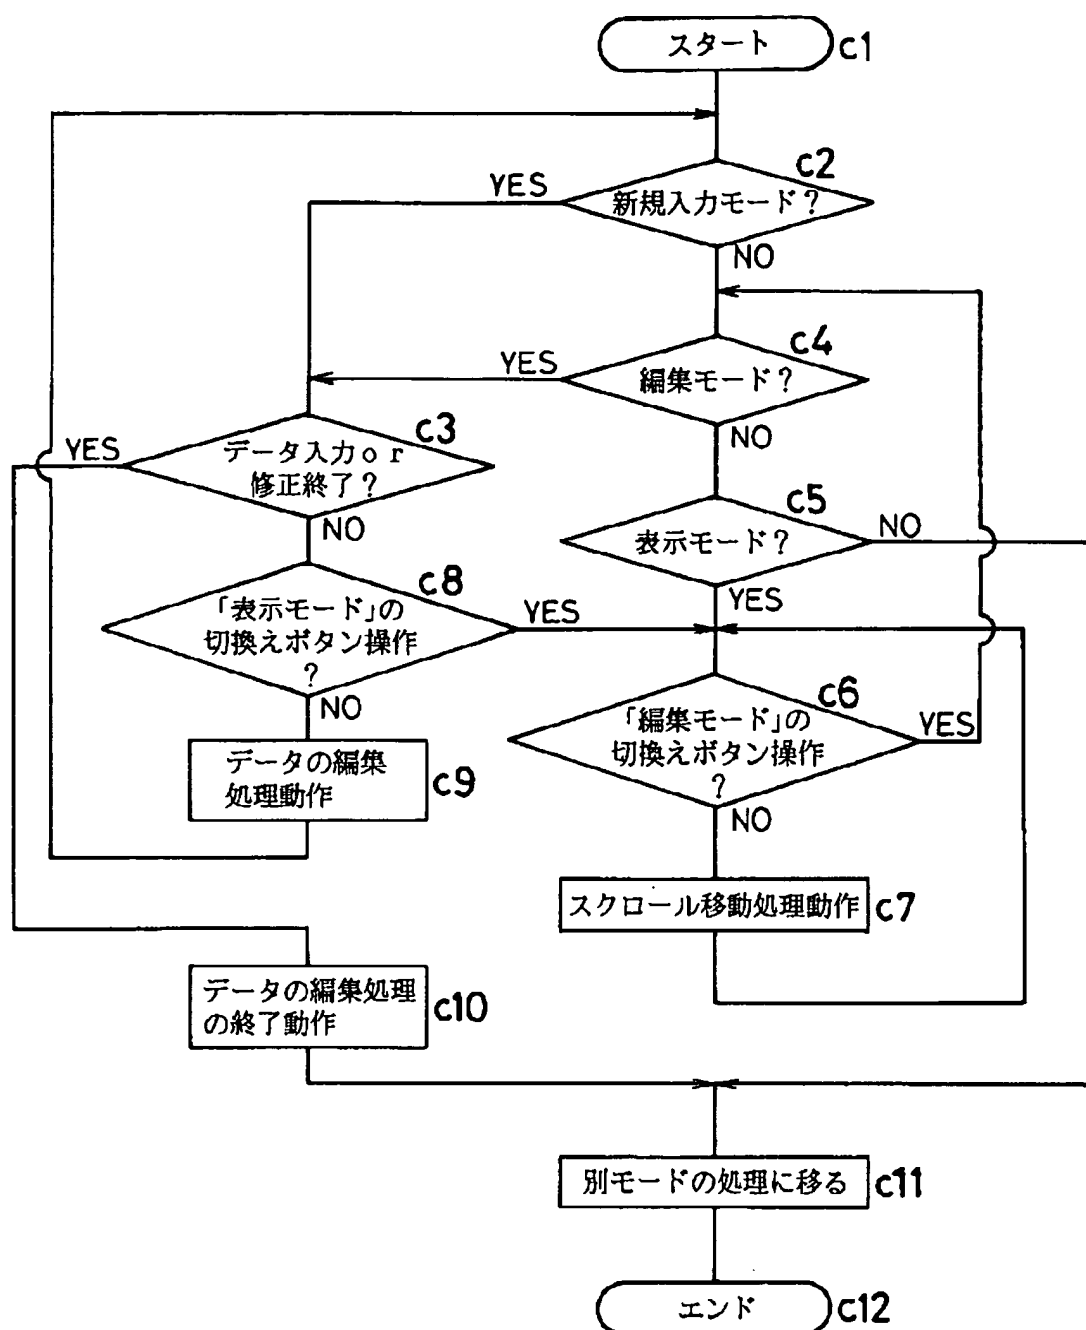 スタート c1
c2
YES
新規入力モード？
NO
c4
YES
編集モード？
NO
c3
YES
データ入力ｏｒ
修正終了？
NO
c5
表示モード？
NO
YES
c8
「表示モード」の
切換えボタン操作
？
YES
NO
c6
「編集モード」の
切換えボタン操作
？
YES
NO
データの編集
処理動作
c9
スクロール移動処理動作 c7
データの編集処理
の終了動作
c10
別モードの処理に移る c11
エンド c12